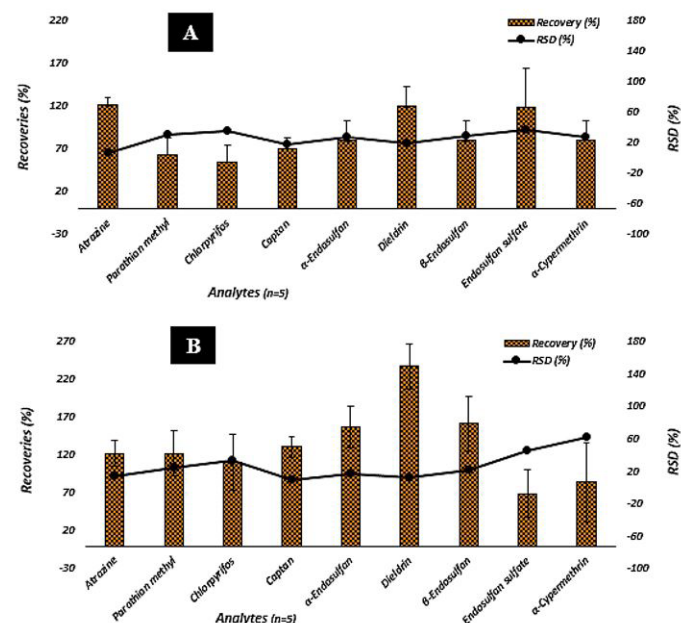 A
Recovery (%)
RSD (%)
220
170
120
70
20
-30
Recoveries (%)
180
140
100
60
20
-20
-60
-100
RSD (%)
Atrazine
Parathion methyl
Chlorpyrifos
Captan
α-Endosulfan
Dieldrin
β-Endosulfan
Endosulfan sulfate
α-Cypermethrin
Analytes (n=5)
B
Recovery (%)
RSD (%)
270
220
170
120
70
20
-30
Recoveries (%)
180
140
100
60
20
-20
-60
-100
RSD (%)
Atrazine
Parathion methyl
Chlorpyrifos
Captan
α-Endosulfan
Dieldrin
β-Endosulfan
Endosulfan sulfate
α-Cypermethrin
Analytes (n=5)